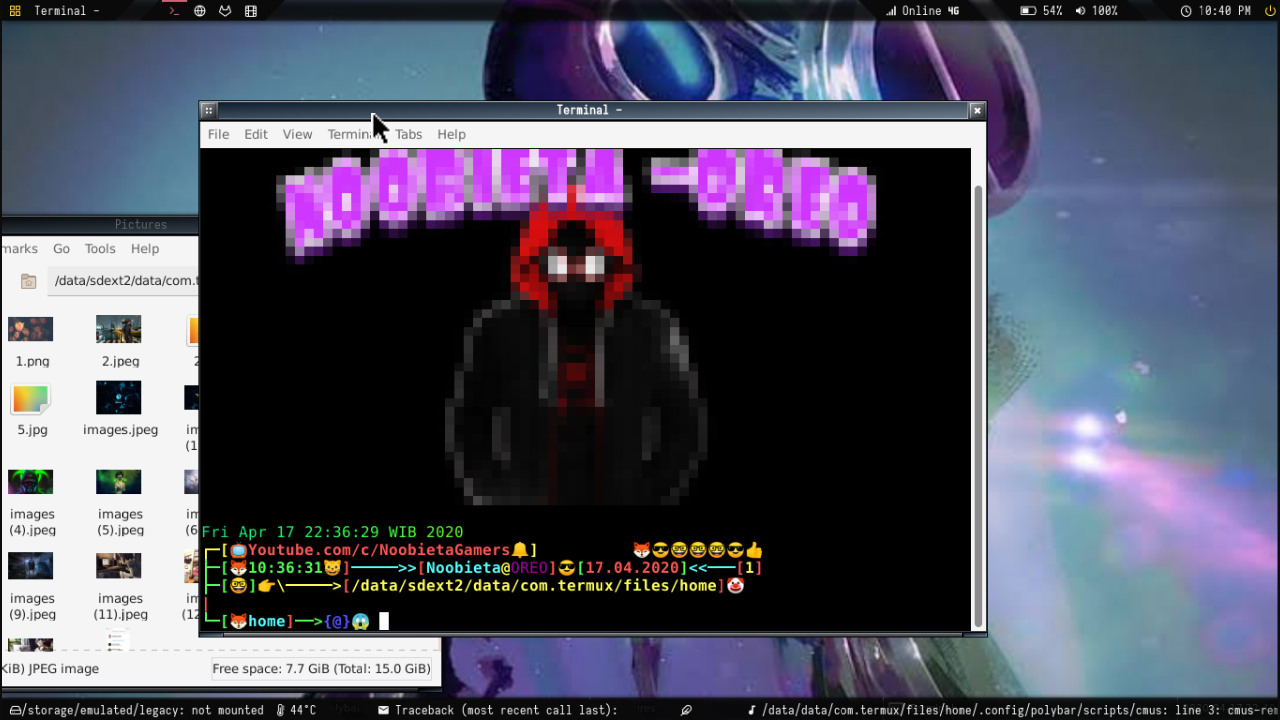 Terminal – Online 4G 54% 100% 10:40 PM
Terminal –
File Edit View Termin Tabs Help
Pictures
marks Go Tools Help
/data/sdext2/data/com.t
1.png 2.jpeg 2
5.jpg images.jpeg im
(1
images images im
(4).jpeg (5).jpeg (6
images images im
(9).jpeg (11).jpeg (12
KiB) JPEG image Free space: 7.7 GiB (Total: 15.0 GiB)
Fri Apr 17 22:36:29 WIB 2020
┌─[Youtube.com/c/NoobietaGamers🔔] 🦊😎🤓🤓🤓😎👍
├─[🦊10:36:31🐱]─────>>[Noobieta@OREO]😎[17.04.2020]<<───[1]
├─[🤓]👉\─────>[/data/sdext2/data/com.termux/files/home]🤡
|
└─[🦊home]──>{@}😱
/storage/emulated/legacy: not mounted 44°C Traceback (most recent call last): /data/data/com.termux/files/home/.config/polybar/scripts/cmus: line 3: cmus-re